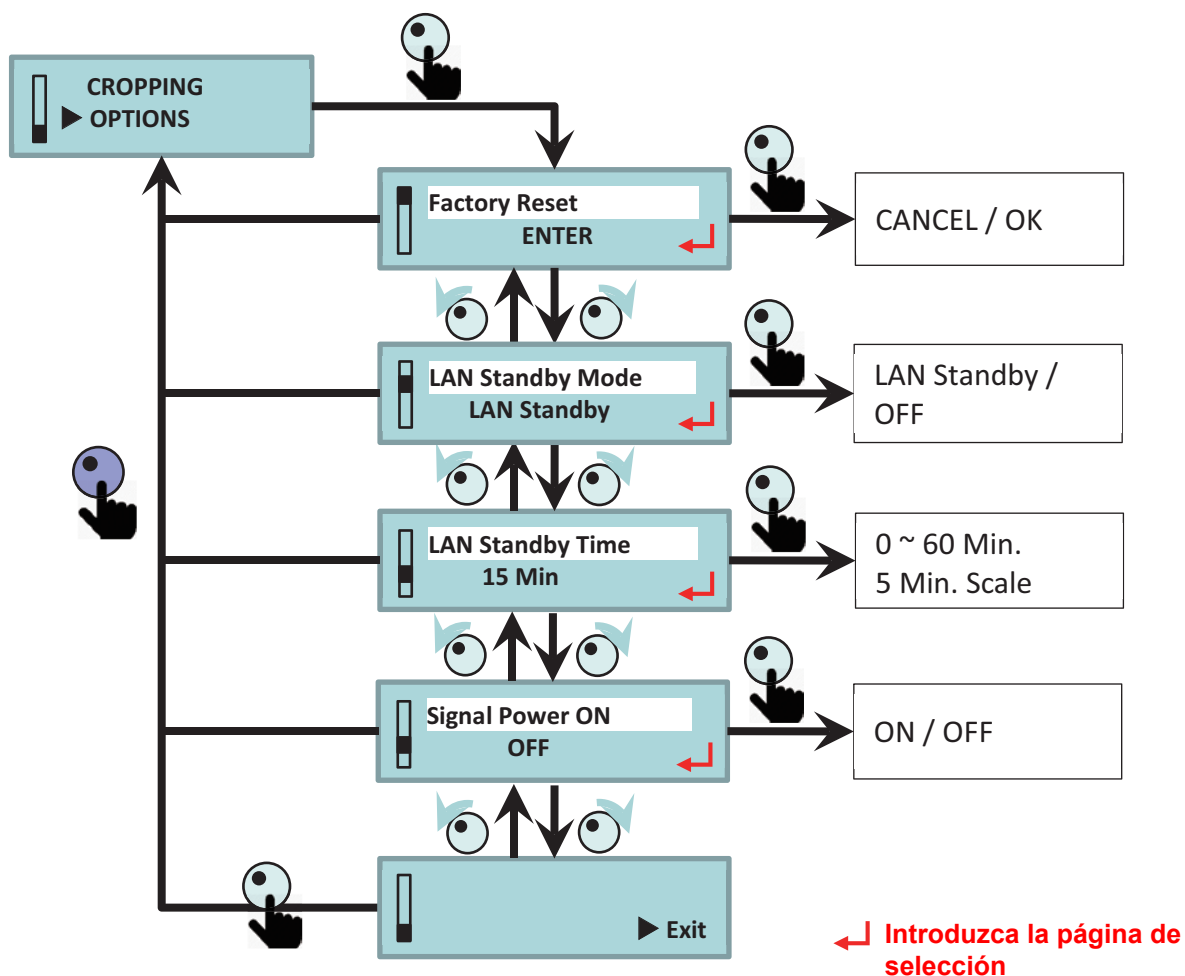 CROPPING
▶ OPTIONS
Factory Reset
ENTER
CANCEL / OK
LAN Standby Mode
LAN Standby
LAN Standby /
OFF
LAN Standby Time
15 Min
0 ~ 60 Min.
5 Min. Scale
Signal Power ON
OFF
ON / OFF
▶ Exit
Introduzca la página de
selección